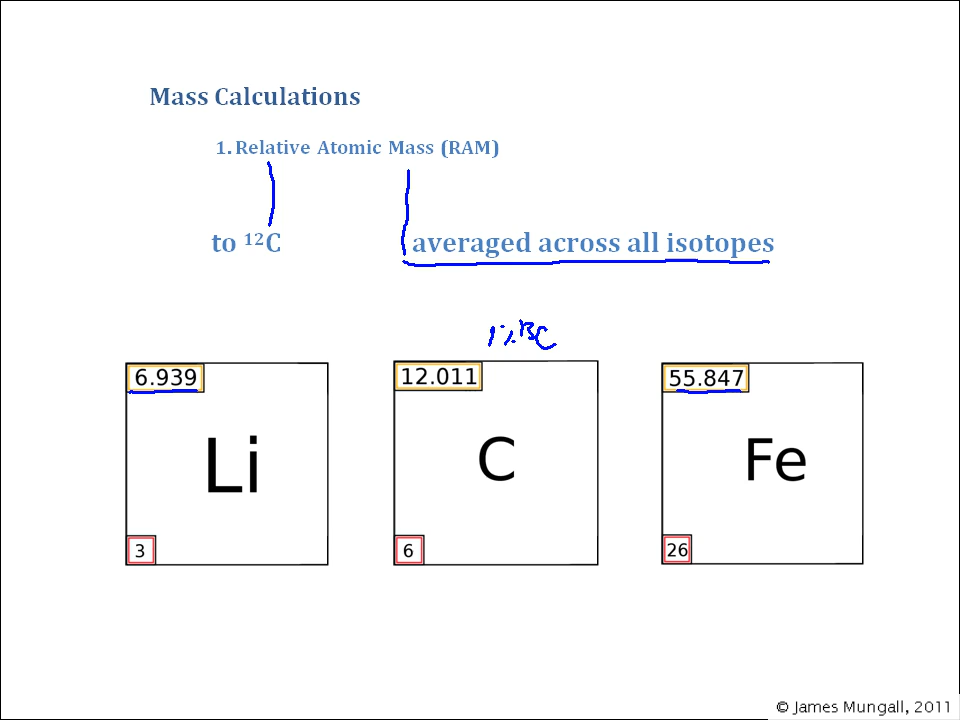 Mass Calculations
1. Relative Atomic Mass (RAM)
to ¹²C averaged across all isotopes
1% ¹³C
6.939 12.011 55.847
Li C Fe
3 6 26
© James Mungall, 2011